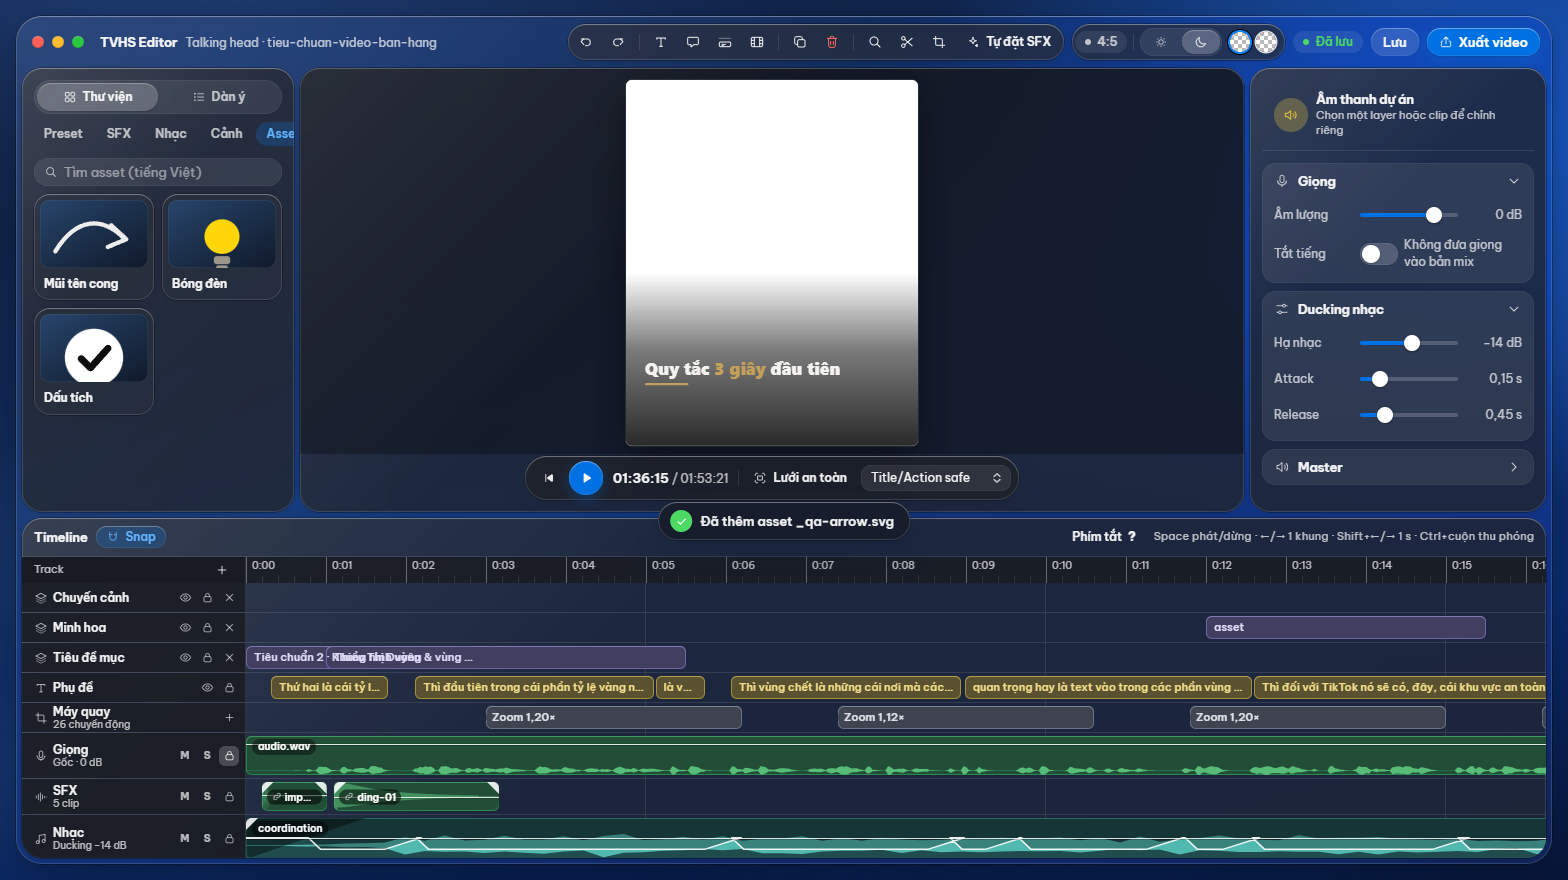 TVHS Editor Talking head · tieu-chuan-video-ban-hang
Tự đặt SFX
4:5
Đã lưu
Lưu
Xuất video
Thư viện
Dàn ý
Preset SFX Nhạc Cảnh Asse
Tìm asset (tiếng Việt)
Mũi tên cong
Bóng đèn
Dấu tích
Quy tắc 3 giây đầu tiên
01:36:15 / 01:53:21
Lưới an toàn
Title/Action safe
Âm thanh dự án
Chọn một layer hoặc clip để chỉnh
riêng
Giọng
Âm lượng 0 dB
Tắt tiếng
Không đưa giọng
vào bản mix
Ducking nhạc
Hạ nhạc -14 dB
Attack 0,15 s
Release 0,45 s
Master
Đã thêm asset _qa-arrow.svg
Timeline
Snap
Phím tắt ?
Space phát/dừng · ←/→ 1 khung · Shift+←/→ 1 s · Ctrl+cuộn thu phóng
Track
0:00 0:01 0:02 0:03 0:04 0:05 0:06 0:07 0:08 0:09 0:10 0:11 0:12 0:13 0:14 0:15
Chuyển cảnh
Minh hoa
asset
Tiêu đề mục
Tiêu chuẩn 2 & vùng ...
Phụ đề
Thứ hai là cái tỷ l...
Thì đầu tiên trong cái phần tỷ lệ vàng n...
là v...
Thì vùng chết là những cái nơi mà các...
quan trọng hay là text vào trong các phần vùng ...
Thì đối với TikTok nó sẽ có, đây, cái khu vực an toàn
Máy quay
26 chuyển động
Zoom 1,20×
Zoom 1,12×
Zoom 1,20×
Giọng
Gốc · 0 dB
M S
audio.wav
SFX
5 clip
M S
imp...
ding-01
Nhạc
Ducking -14 dB
M S
coordination